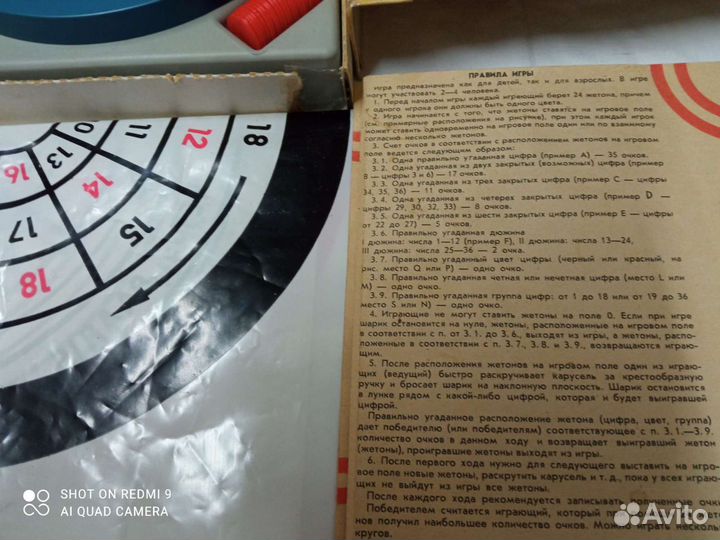 ПРАВИЛА ИГРЫ
Игра предназначена как для детей, так и для взрослых. В игре
могут участвовать 2—4 человека.
1. Перед началом игры каждый играющий берет 24 жетона, причем
у одного игрока они должны быть одного цвета.
2. Игра начинается с того, что жетоны ставятся на игровое поле
(см. примерные расположения на рисунке), при этом каждый игрок
может ставить одновременно на игровое поле один или по взаимному
согласию несколько жетонов.
3. Счет очков в соответствии с расположением жетонов на игровом
поле ведется следующим образом:
3. 1. Одна правильно угаданная цифра (пример A) — 35 очков.
3. 2. Одна угаданная из двух закрытых (возможных) цифра (пример
B — цифры 3 и 6) — 17 очков.
3. 3. Одна угаданная из трех закрытых цифра (пример C — цифры
34, 35, 36) — 11 очков.
3. 4. Одна угаданная из четерех закрытых цифра (пример D —
цифры 29, 30, 32, 33) — 8 очков.
3. 5. Одна угаданная из шести закрытых цифра (пример E — цифры
от 22 до 27) — 5 очков.
3. 6. Правильно угаданная дюжина
I дюжина: числа 1—12 (пример F), II дюжина: числа 13—24,
III дюжина: числа 25—36 — 2 очка.
3. 7. Правильно угаданный цвет цифры (черный или красный, на
рис. место Q или P) — одно очко.
3. 8. Правильно угаданная четная или нечетная цифра (место L или
M) — одно очко.
3. 9. Правильно угаданная группа цифр: от 1 до 18 или от 19 до 36
место S или N) — одно очко.
4. Играющие не могут ставить жетоны на поле 0. Если при игре
шарик остановится на нуле, жетоны, расположенные на игровом поле
в соответствии с п. от 3. 1. до 3. 6., выходят из игры, а жетоны, распо-
ложенные в соответствии с п. 3. 7., 3. 8. и 3. 9., возвращаются играю-
щим.
5. После расположения жетонов на игровом поле один из играю-
щих (ведущий) быстро раскручивает карусель за крестообразную
ручку и бросает шарик на наклонную плоскость. Шарик остановится
в лунке рядом с какой-либо цифрой, которая и будет выигравшей
цифрой.
Правильно угаданное расположение жетона (цифра, цвет, группа)
дает победителю (или победителям) соответствующее с п. 3. 1.—3. 9.
количество очков в данном ходу и возвращает выигравший жетон
(жетоны), проигравшие жетоны выходят из игры.
6. После первого хода нужно для следующего выставить на игро-
вое поле новые жетоны, раскрутить карусель и т. д., пока у всех играю-
щих не выйдут из игры все жетоны.
После каждого хода рекомендуется записывать полученные очк
Победителем считается играющий, который при
нов получил наибольшее количество очков. Можно играть несколь
кругов.
10 11 12 18
13 14 15
16 17 18
SHOT ON REDMI 9
AI QUAD CAMERA
Avito